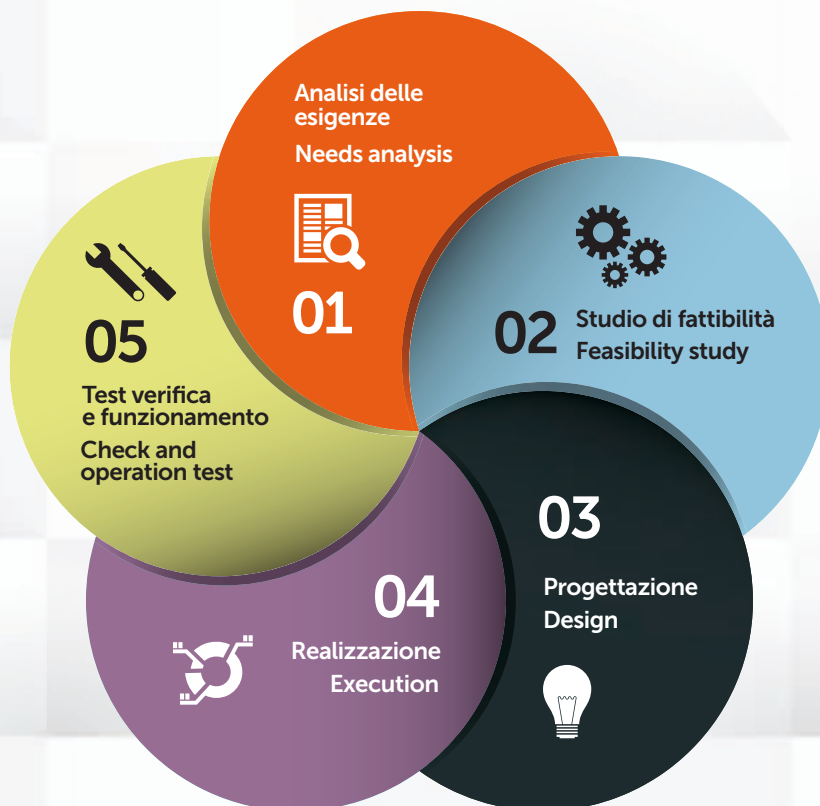 Analisi delle
esigenze
Needs analysis
01
02
Studio di fattibilità
Feasibility study
03
Progettazione
Design
04
Realizzazione
Execution
05
Test verifica
e funzionamento
Check and
operation test